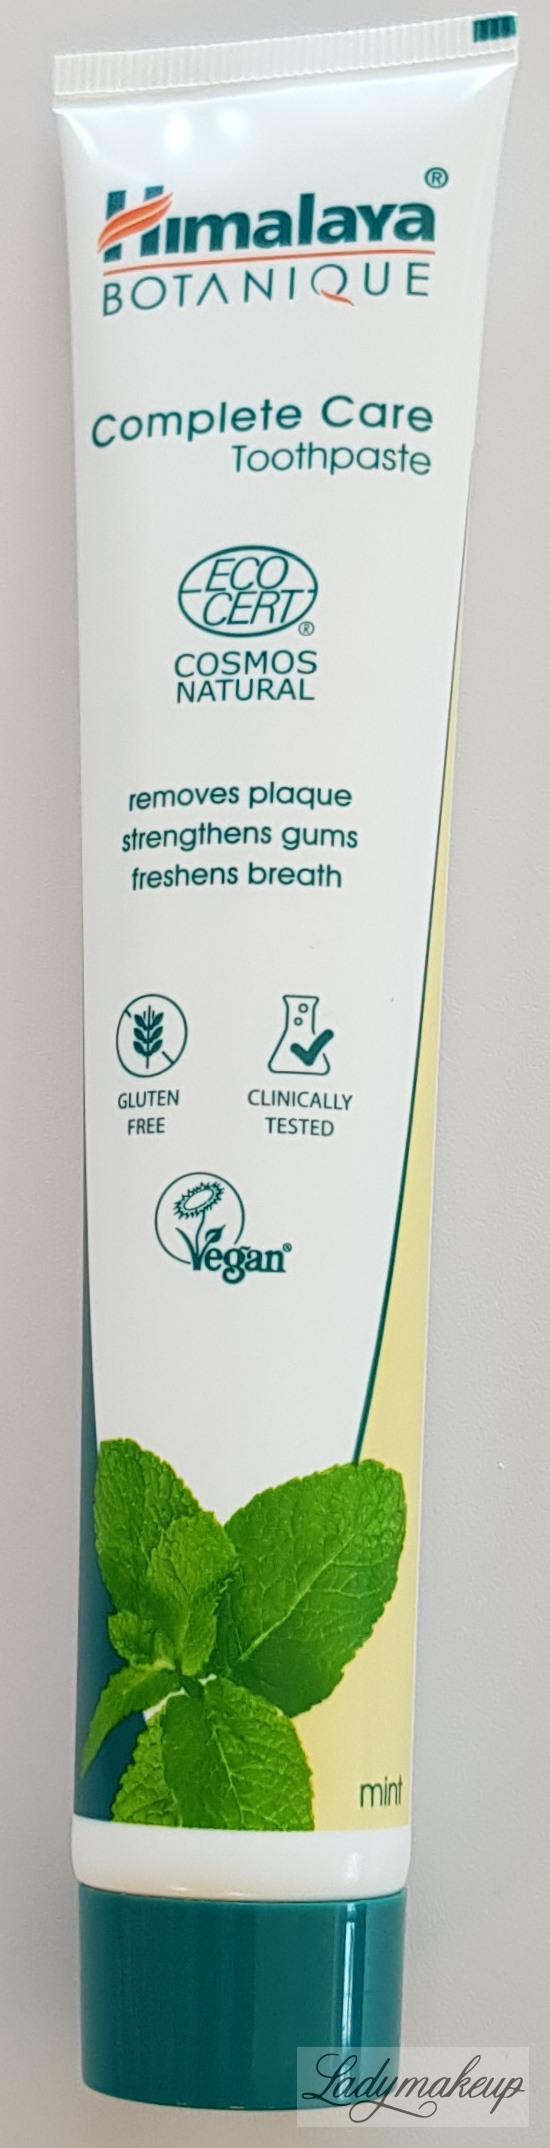 Himalaya®
BOTANIQUE
Complete Care
Toothpaste
ECO
CERT®
COSMOS
NATURAL
removes plaque
strengthens gums
freshens breath
GLUTEN
FREE
CLINICALLY
TESTED
Vegan®
mint
Ladymakeup